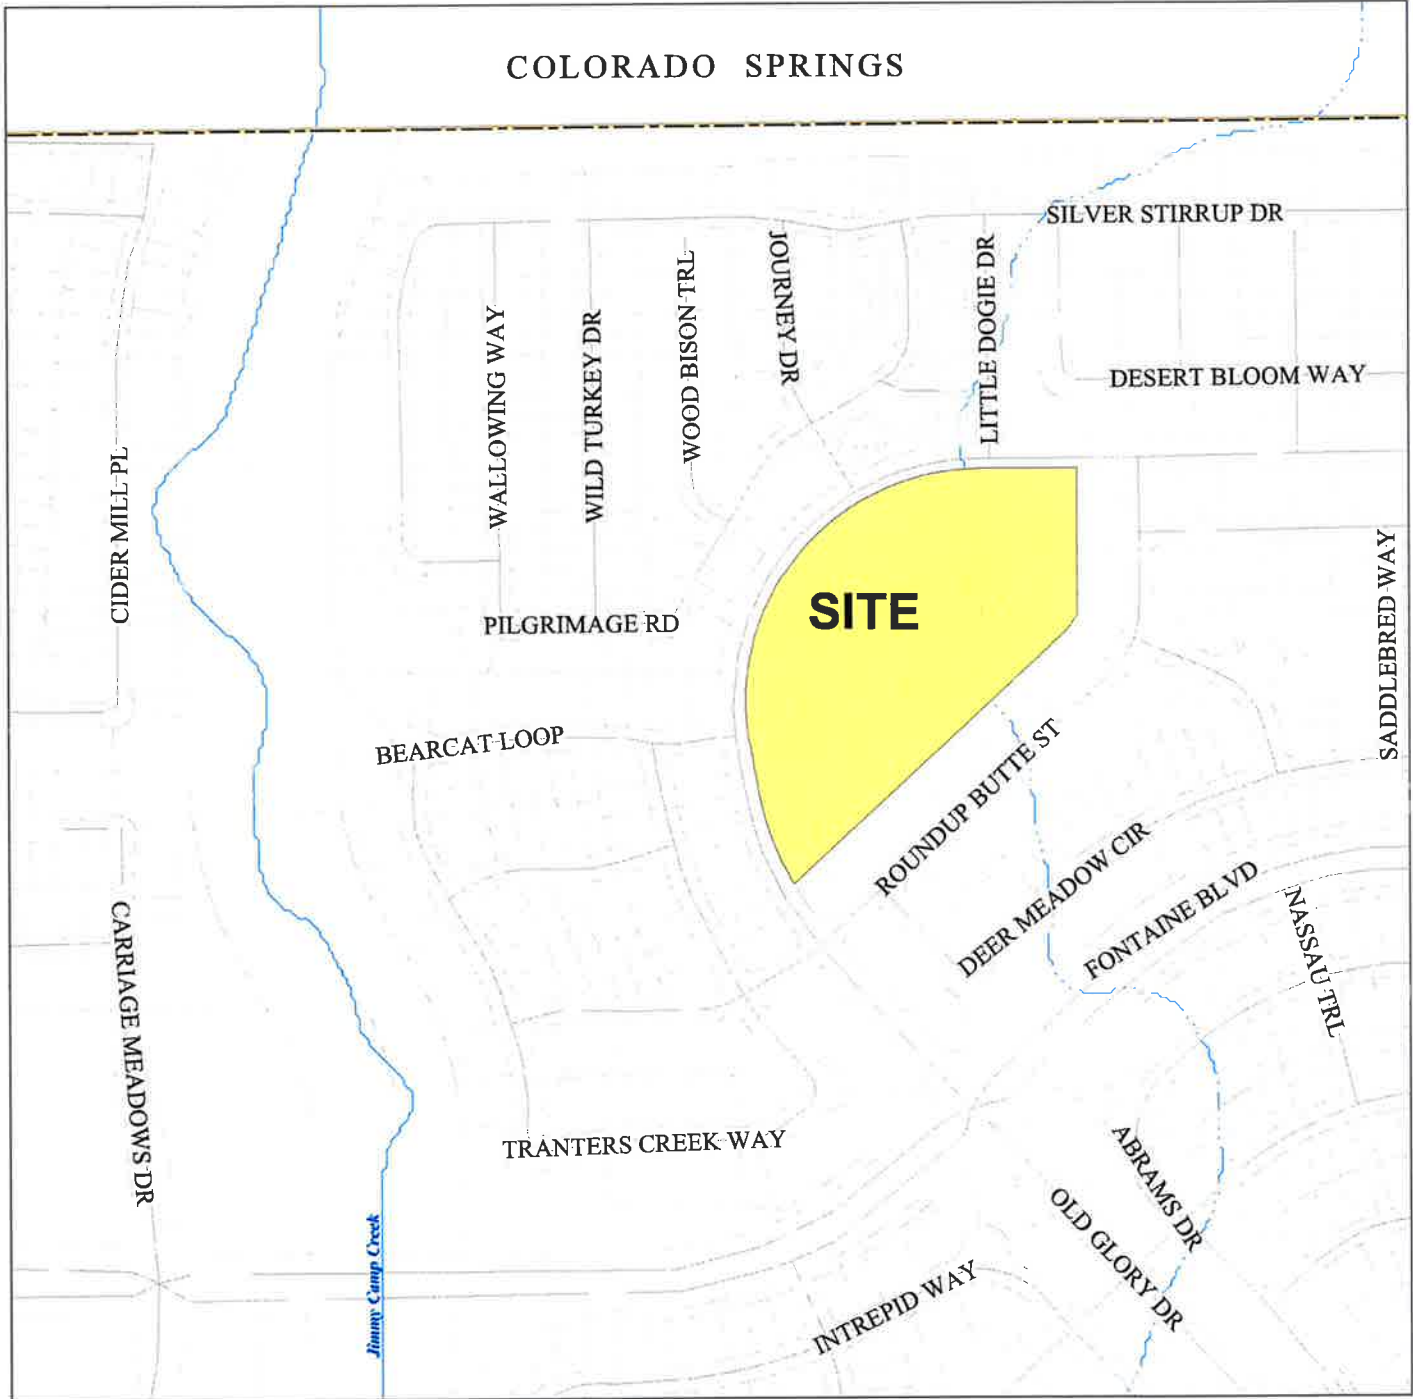 COLORADO SPRINGS
SILVER STIRRUP DR
JOURNEY DR
LITTLE DOGIE DR
WOOD BISON TRL
WALLOWING WAY
WILD TURKEY DR
DESERT BLOOM WAY
CIDER MILL PL
SITE
PILGRIMAGE RD
SADDLEBRED WAY
BEARCAT LOOP
ROUNDUP BUTTE ST
DEER MEADOW CIR
FONTAINE BLVD
NASSAU TRL
CARRIAGE MEADOWS DR
TRANTERS CREEK WAY
ABRAMS DR
OLD GLORY DR
Jimmy Camp Creek
INTREPID WAY